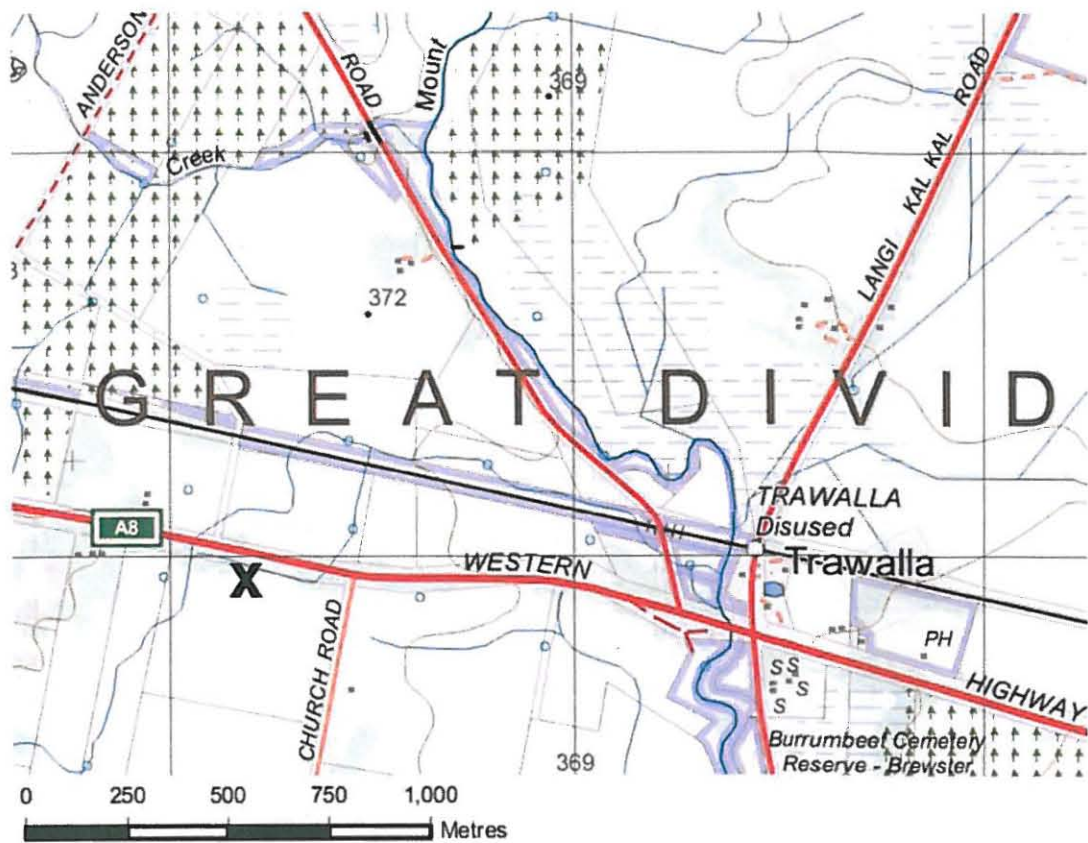 ANDERSON
ROAD
Mount
369
ROAD
Creek
KAL KAL
LANGI
372
GREAT DIVID
TRAWALLA
Disused
A8
WESTERN
Trawalla
X
CHURCH ROAD
PH
S S
S
S
HIGHWAY
Burrumbeet Cemetery
Reserve - Brewster
369
0 250 500 750 1,000
Metres